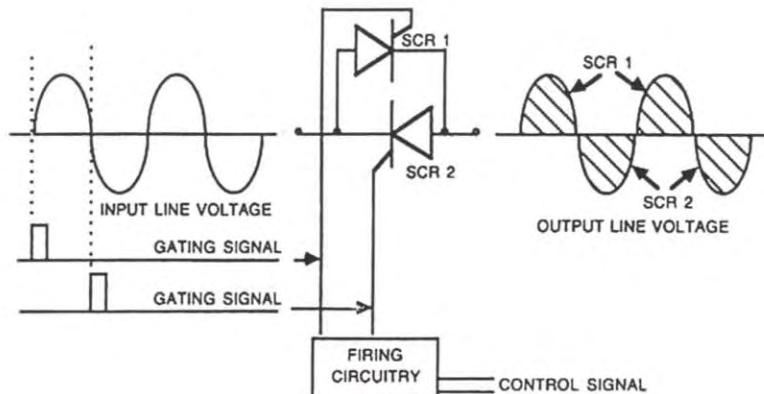 SCR 1
SCR 1
SCR 2
SCR 2
INPUT LINE VOLTAGE
OUTPUT LINE VOLTAGE
GATING SIGNAL
GATING SIGNAL
FIRING
CIRCUITRY
CONTROL SIGNAL